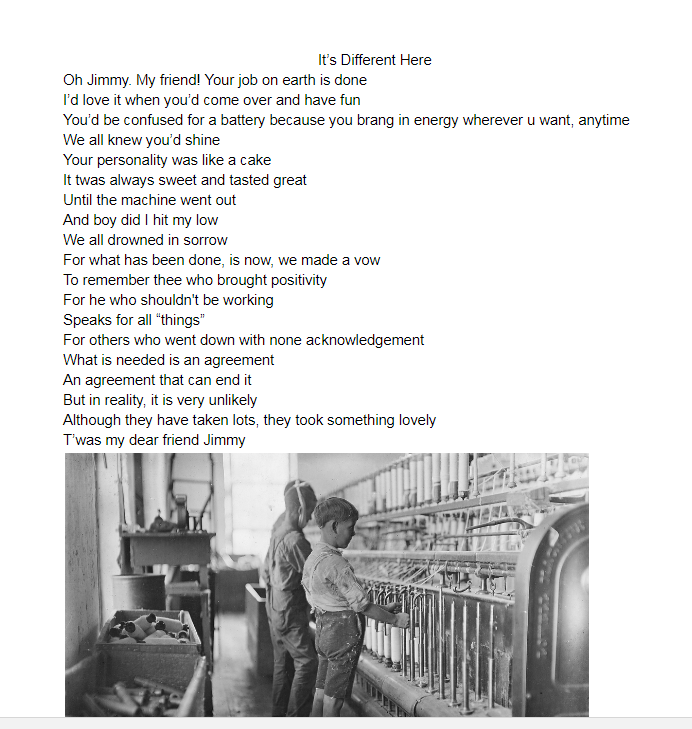 It’s Different Here
Oh Jimmy. My friend! Your job on earth is done
I’d love it when you’d come over and have fun
You’d be confused for a battery because you brang in energy wherever u want, anytime
We all knew you’d shine
Your personality was like a cake
It twas always sweet and tasted great
Until the machine went out
And boy did I hit my low
We all drowned in sorrow
For what has been done, is now, we made a vow
To remember thee who brought positivity
For he who shouldn't be working
Speaks for all “things”
For others who went down with none acknowledgement
What is needed is an agreement
An agreement that can end it
But in reality, it is very unlikely
Although they have taken lots, they took something lovely
T’was my dear friend Jimmy